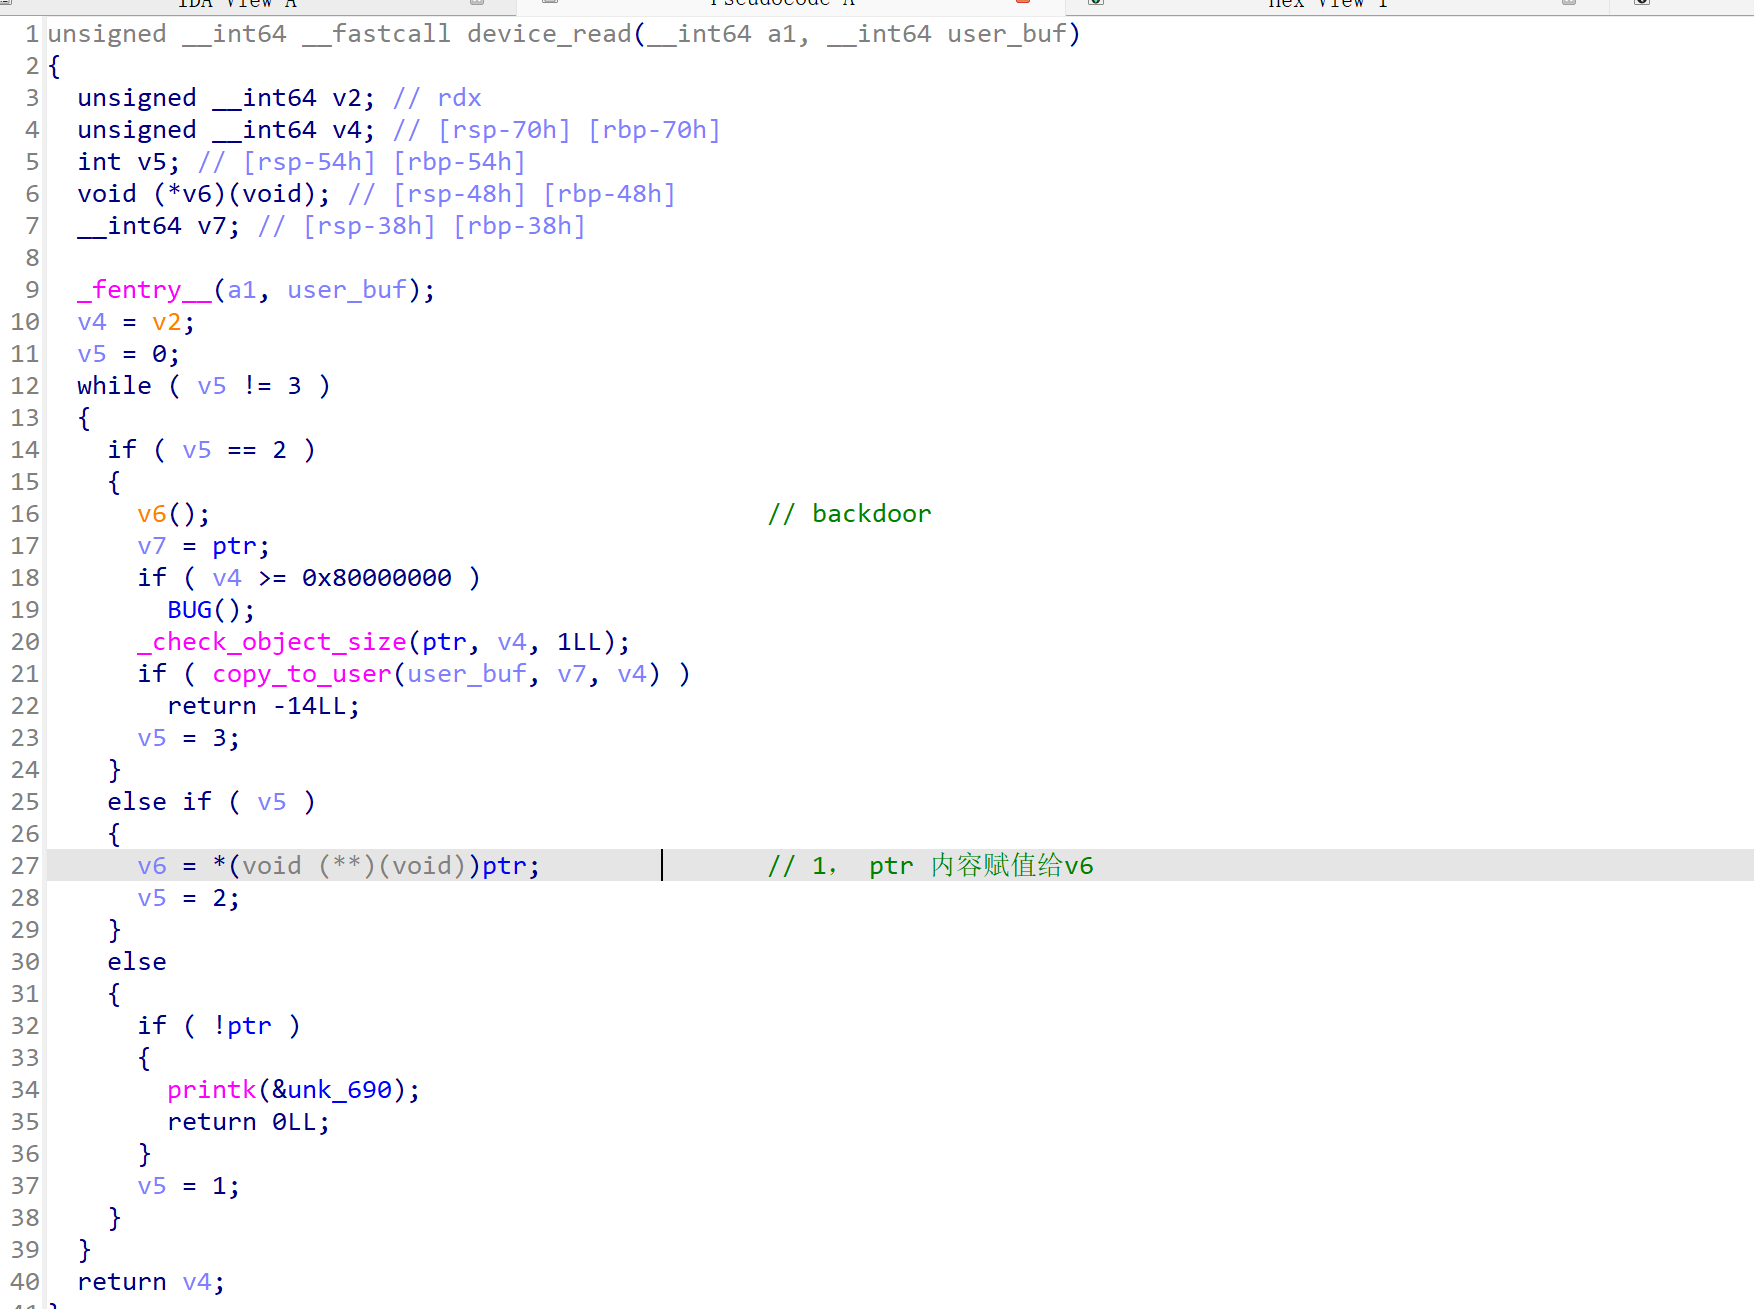 IDA View A Pseudocode A Hex View 1
1 unsigned __int64 __fastcall device_read(__int64 a1, __int64 user_buf)
2 {
3   unsigned __int64 v2; // rdx
4   unsigned __int64 v4; // [rsp-70h] [rbp-70h]
5   int v5; // [rsp-54h] [rbp-54h]
6   void (*v6)(void); // [rsp-48h] [rbp-48h]
7   __int64 v7; // [rsp-38h] [rbp-38h]
8
9   _fentry__(a1, user_buf);
10   v4 = v2;
11   v5 = 0;
12   while ( v5 != 3 )
13   {
14     if ( v5 == 2 )
15     {
16       v6();                                     // backdoor
17       v7 = ptr;
18       if ( v4 >= 0x80000000 )
19         BUG();
20       _check_object_size(ptr, v4, 1LL);
21       if ( copy_to_user(user_buf, v7, v4) )
22         return -14LL;
23       v5 = 3;
24     }
25     else if ( v5 )
26     {
27       v6 = *(void (**)(void))ptr;               // 1， ptr 内容赋值给v6
28       v5 = 2;
29     }
30     else
31     {
32       if ( !ptr )
33       {
34         printk(&unk_690);
35         return 0LL;
36       }
37       v5 = 1;
38     }
39   }
40   return v4;
41 }